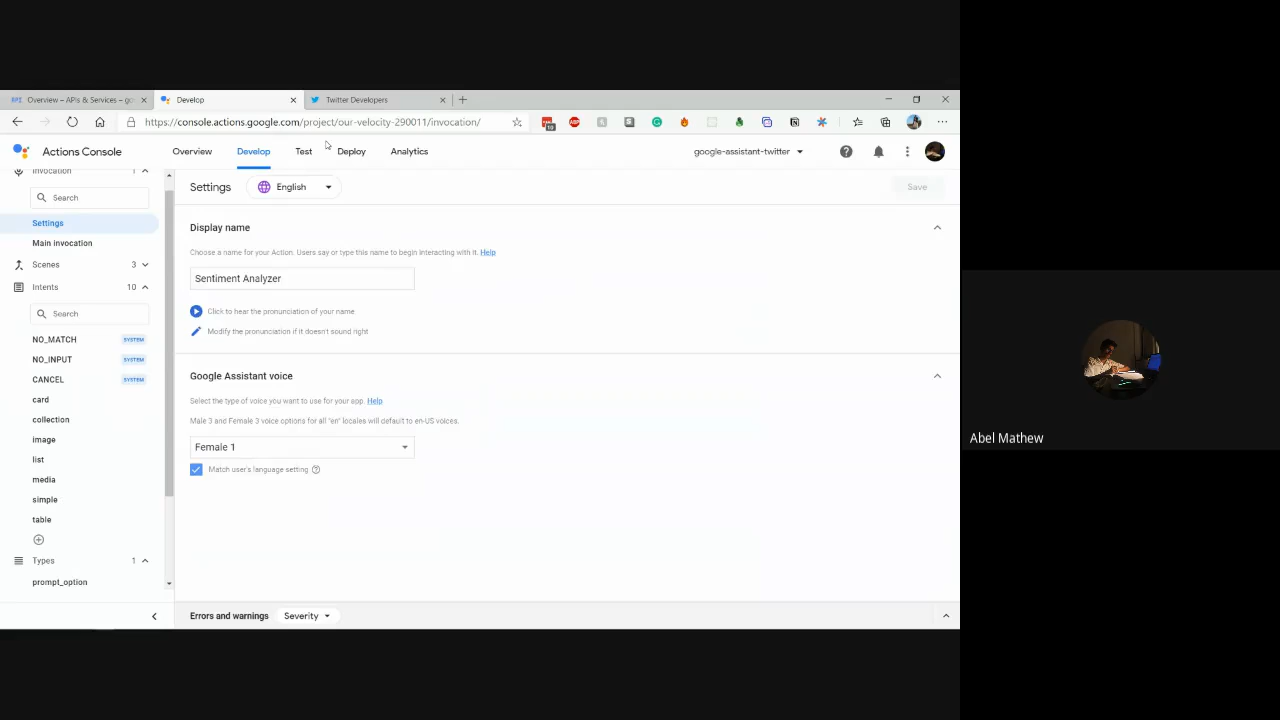 API Overview – APIs & Services – go
Develop
Twitter Developers
https://console.actions.google.com/project/our-velocity-290011/invocation/
Actions Console
Overview
Develop
Test
Deploy
Analytics
google-assistant-twitter
Invocation 1
Search
Settings
Main invocation
Scenes 3
Intents 10
Search
NO_MATCH SYSTEM
NO_INPUT SYSTEM
CANCEL SYSTEM
card
collection
image
list
media
simple
table
Types 1
prompt_option
Settings
English
Save
Display name
Choose a name for your Action. Users say or type this name to begin interacting with it. Help
Sentiment Analyzer
Click to hear the pronunciation of your name
Modify the pronunciation if it doesn't sound right
Google Assistant voice
Select the type of voice you want to use for your app. Help
Male 3 and Female 3 voice options for all "en" locales will default to en-US voices.
Female 1
Match user's language setting
Errors and warnings
Severity
Abel Mathew